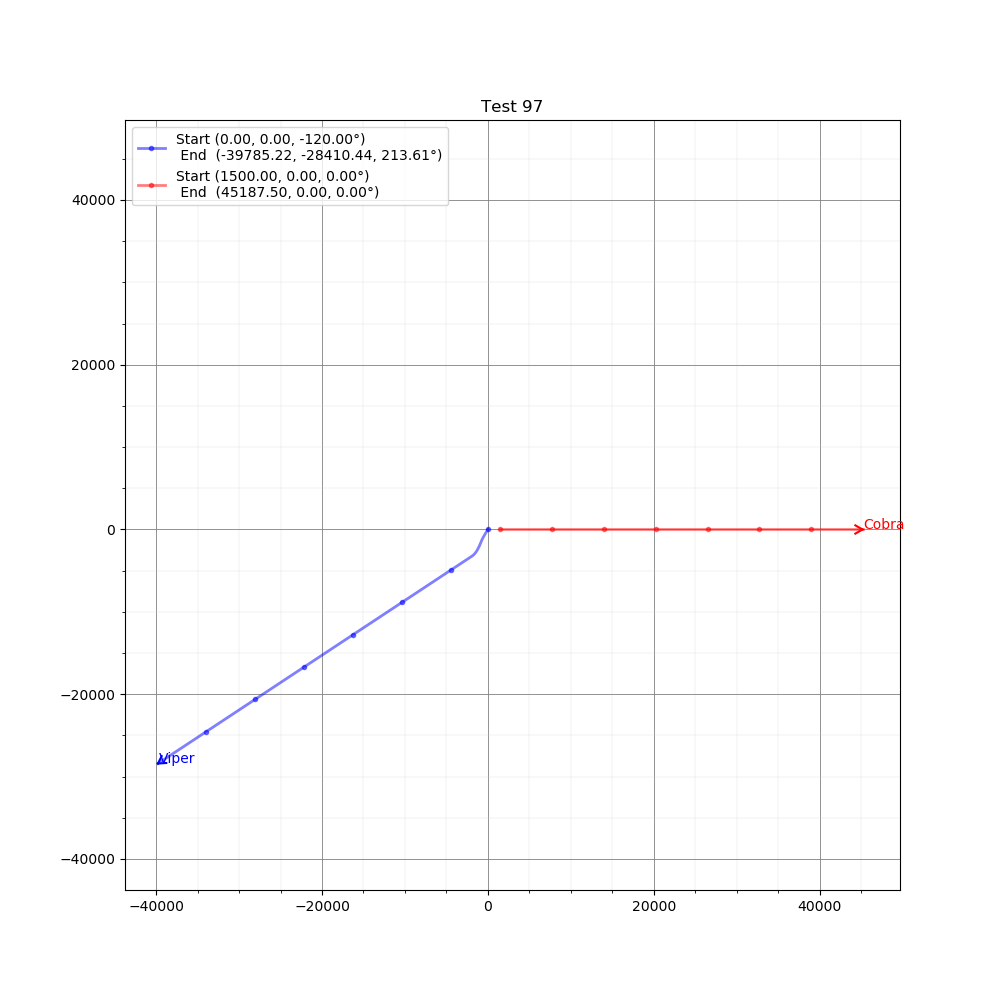 Test 97
Start (0.00, 0.00, -120.00°)
End (-39785.22, -28410.44, 213.61°)
Start (1500.00, 0.00, 0.00°)
End (45187.50, 0.00, 0.00°)
40000
20000
0
−20000
−40000
Cobra
Viper
−40000
−20000
0
20000
40000